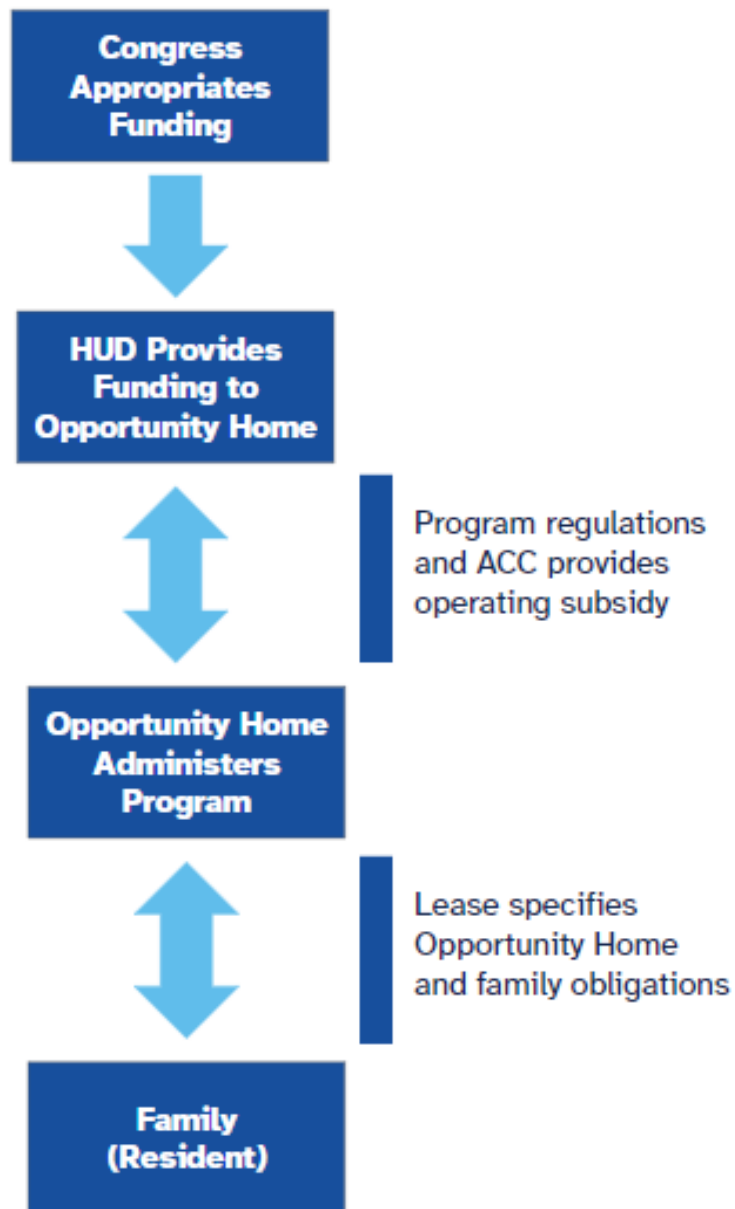 Congress
Appropriates
Funding
HUD Provides
Funding to
Opportunity Home
Program regulations
and ACC provides
operating subsidy
Opportunity Home
Administers
Program
Lease specifies
Opportunity Home
and family obligations
Family
(Resident)